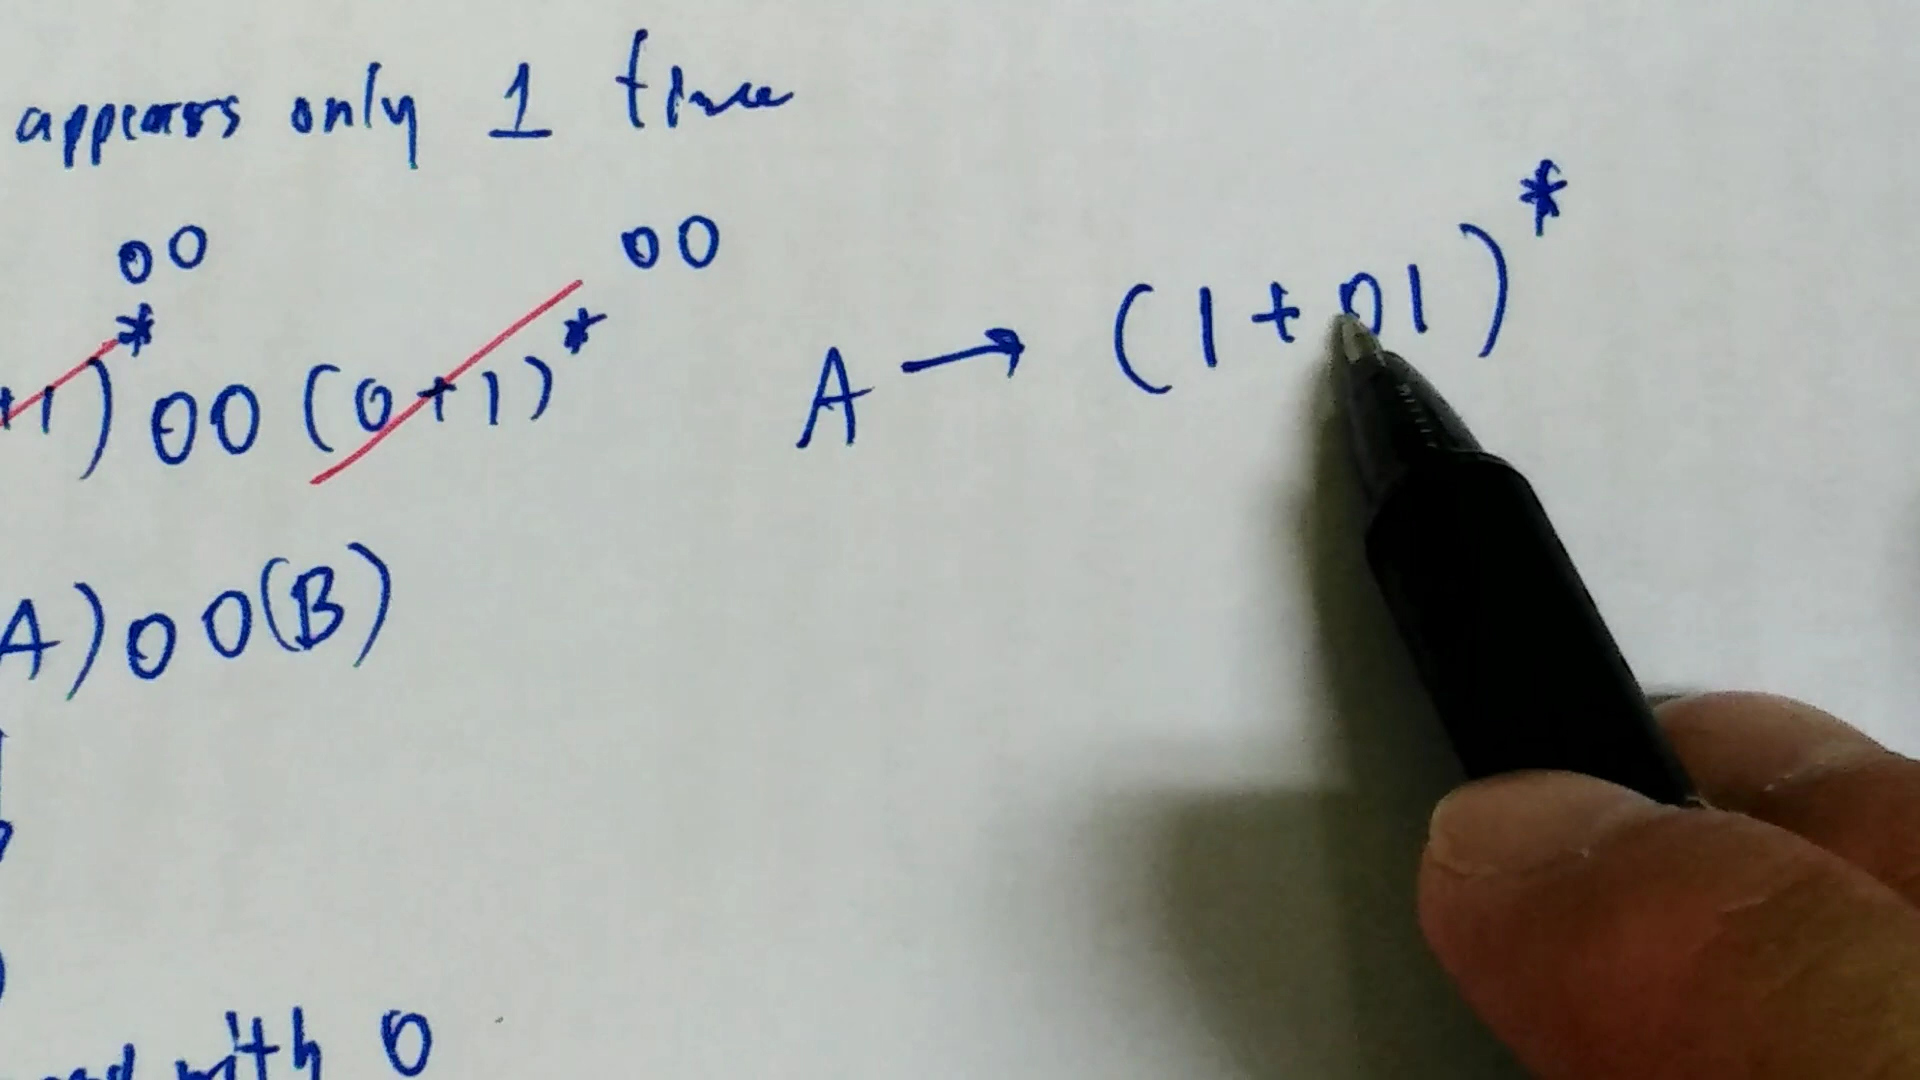 appears only 1 time
00 00
+1)* 00 (0+1)* A → (1+01)*
A)00(B)
with 0